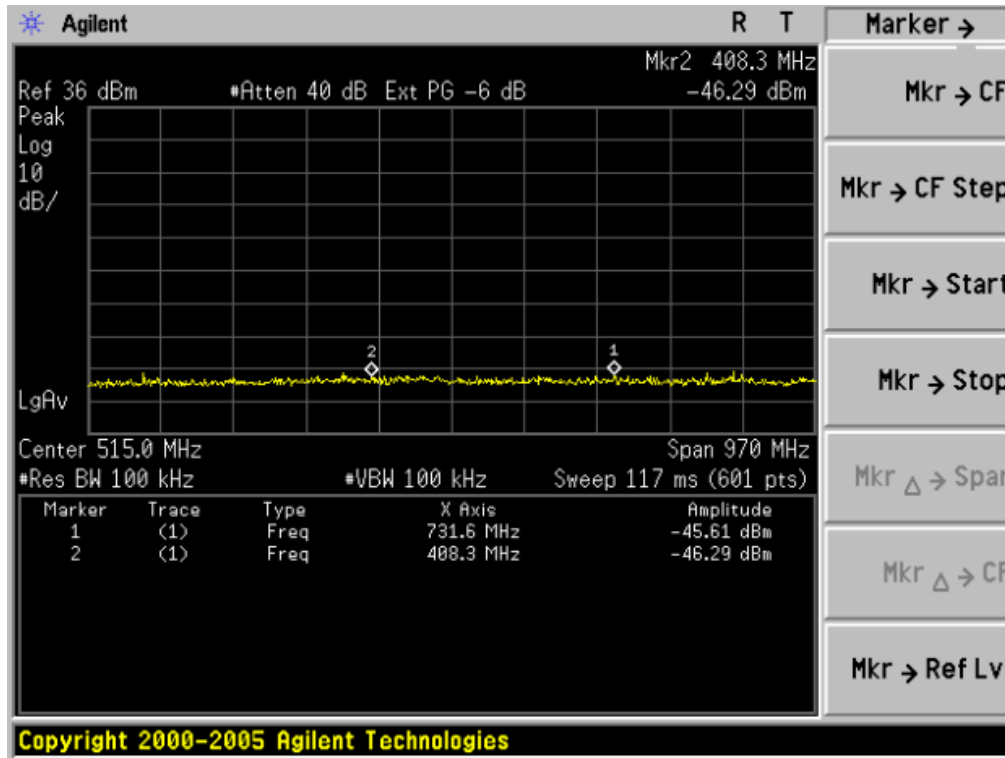 Agilent R T
Marker →
Mkr2 408.3 MHz
Ref 36 dBm #Atten 40 dB Ext PG -6 dB -46.29 dBm
Peak
Log
10
dB/
2 1
LgAv
Center 515.0 MHz Span 970 MHz
#Res BW 100 kHz #VBW 100 kHz Sweep 117 ms (601 pts)
Marker Trace Type X Axis Amplitude
1 (1) Freq 731.6 MHz -45.61 dBm
2 (1) Freq 408.3 MHz -46.29 dBm
Mkr → CF
Mkr → CF Step
Mkr → Start
Mkr → Stop
Mkr △ → Span
Mkr △ → CF
Mkr → Ref Lv
Copyright 2000-2005 Agilent Technologies